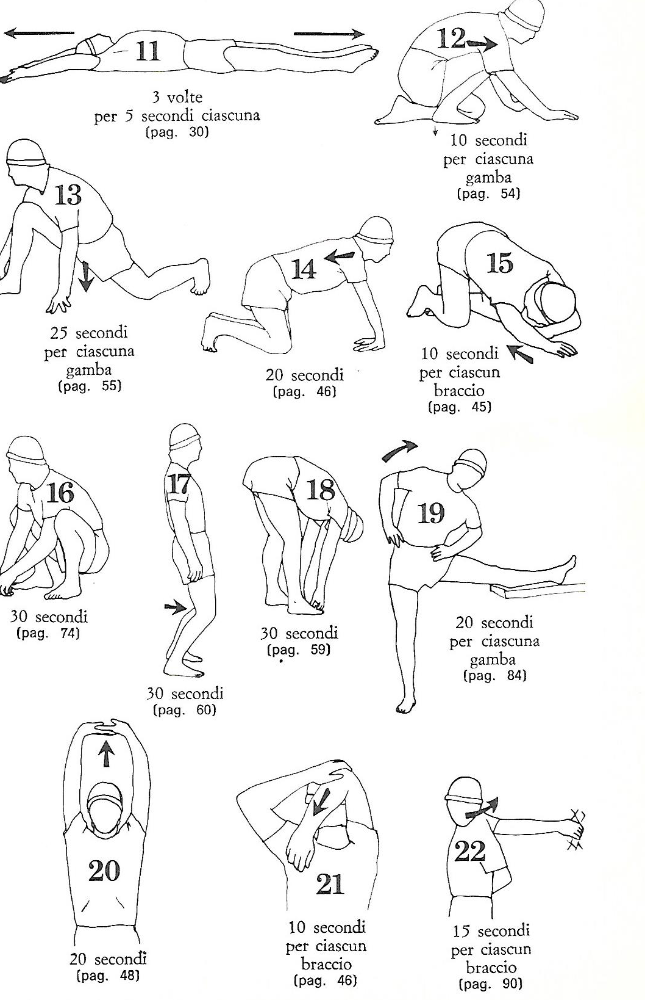 11
3 volte
per 5 secondi ciascuna
(pag. 30)
12
10 secondi
per ciascuna
gamba
(pag. 54)
13
25 secondi
per ciascuna
gamba
(pag. 55)
14
20 secondi
(pag. 46)
15
10 secondi
per ciascun
braccio
(pag. 45)
16
30 secondi
(pag. 74)
17
30 secondi
(pag. 60)
18
30 secondi
(pag. 59)
19
20 secondi
per ciascuna
gamba
(pag. 84)
20
20 secondi
(pag. 48)
21
10 secondi
per ciascun
braccio
(pag. 46)
22
15 secondi
per ciascun
braccio
(pag. 90)